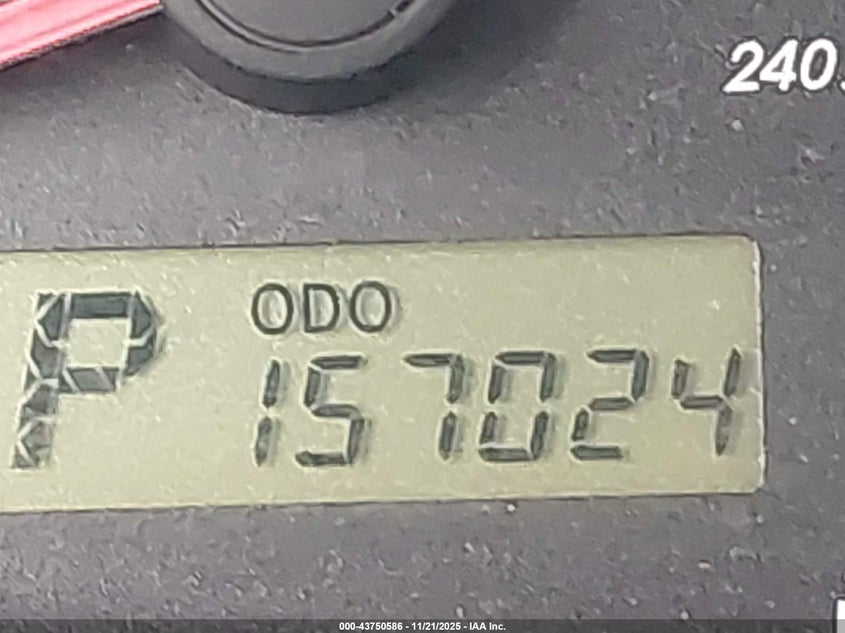 240
ODO
P 157024
000-43750586 - 11/21/2025 - IAA Inc.